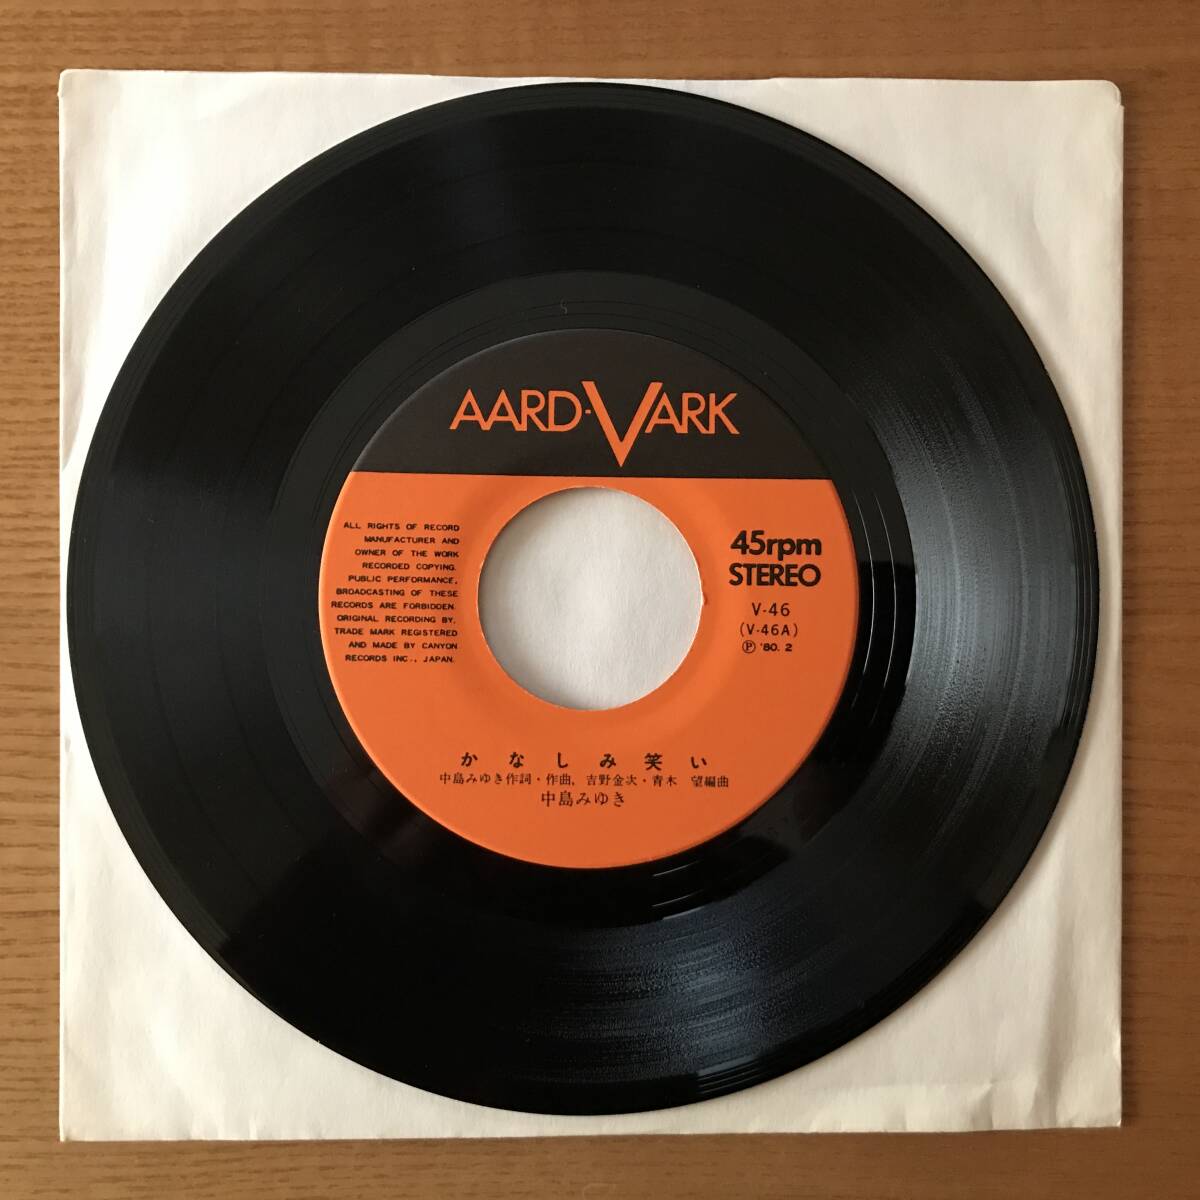 AARD-VARK
ALL RIGHTS OF RECORD
MANUFACTURER AND
OWNER OF THE WORK
RECORDED COPYING.
PUBLIC PERFORMANCE,
BROADCASTING OF THESE
RECORDS ARE FORBIDDEN.
ORIGINAL RECORDING BY,
TRADE MARK REGISTERED
AND MADE BY CANYON
RECORDS INC., JAPAN.
45rpm
STEREO
V-46
(V-46A)
Ⓟ '80. 2
かなしみ笑い
中島みゆき作詞・作曲、吉野金次・青木 望編曲
中島みゆき